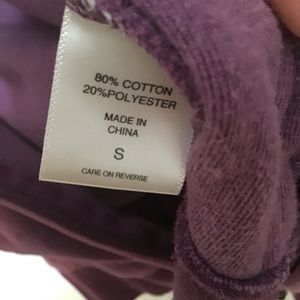 80% COTTON
20%POLYESTER
MADE IN
CHINA
S
CARE ON REVERSE